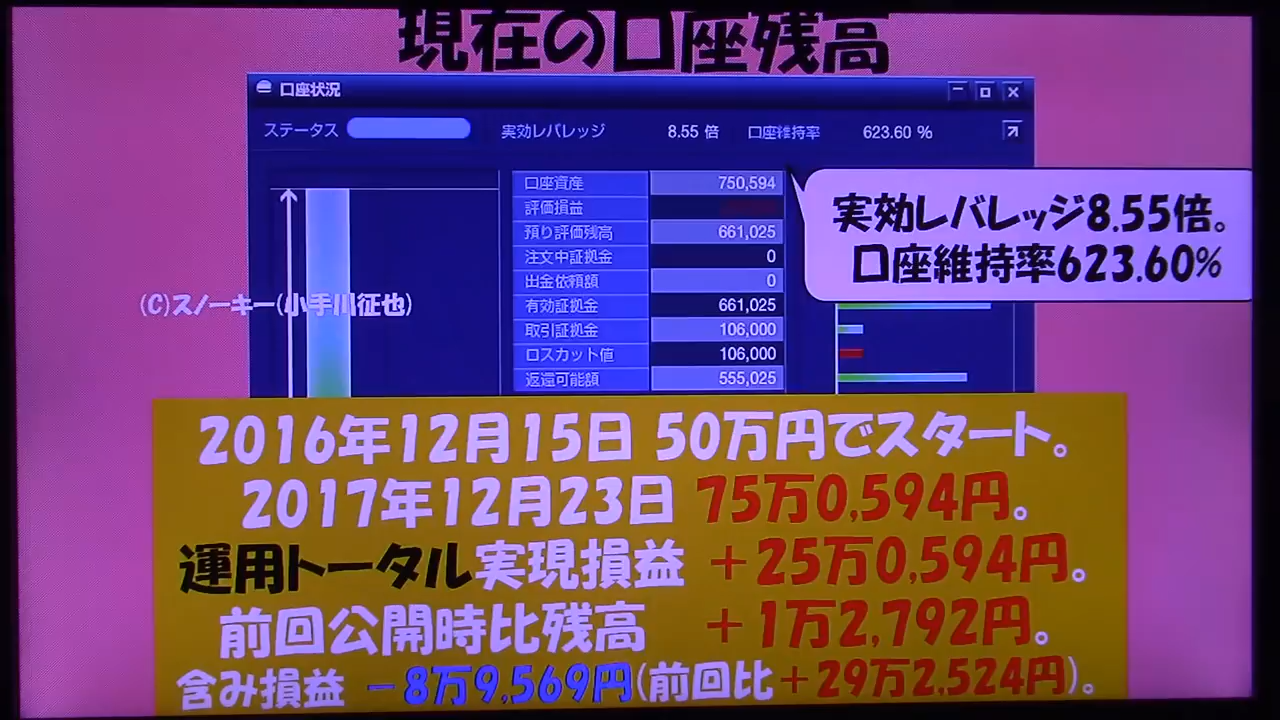 現在の口座残高
口座状況
ステータス 実効レバレッジ 8.55 倍 口座維持率 623.60 %
口座資産 750,594
評価損益
預り評価残高 661,025
注文中証拠金 0
出金依頼額 0
有効証拠金 661,025
取引証拠金 106,000
ロスカット値 106,000
返還可能額 555,025
実効レバレッジ8.55倍。
口座維持率623.60%
(C)スノーキー(小手川征也)
2016年12月15日 50万円でスタート。
2017年12月23日 75万0,594円。
運用トータル実現損益 +25万0,594円。
前回公開時比残高 +1万2,792円。
含み損益 -8万9,569円(前回比+29万2,524円)。